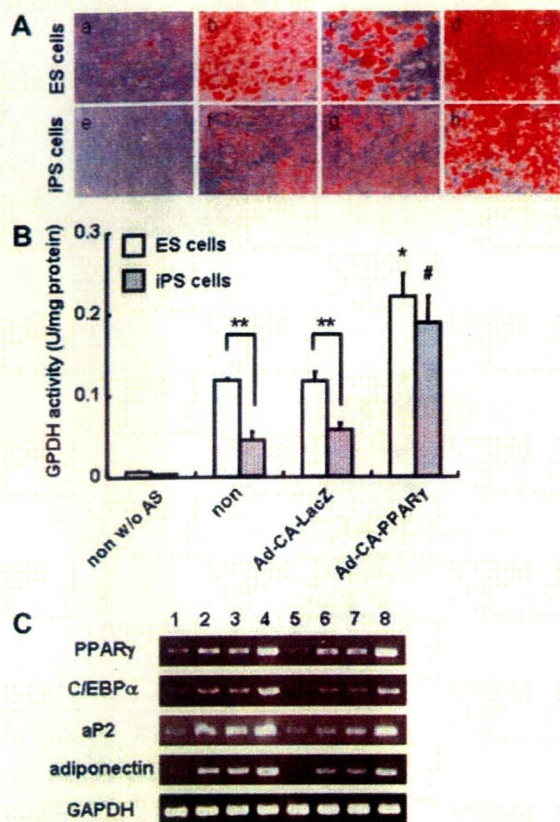 A
ES cells
a
b
c
d
iPS cells
e
f
g
h
B
GPDH activity (U/mg protein)
0.3
0.2
0.1
0
ES cells
iPS cells
**
**
*
#
non w/o AS
non
Ad-CA-LacZ
Ad-CA-PPARγ
C
1 2 3 4 5 6 7 8
PPARγ
C/EBPα
aP2
adiponectin
GAPDH